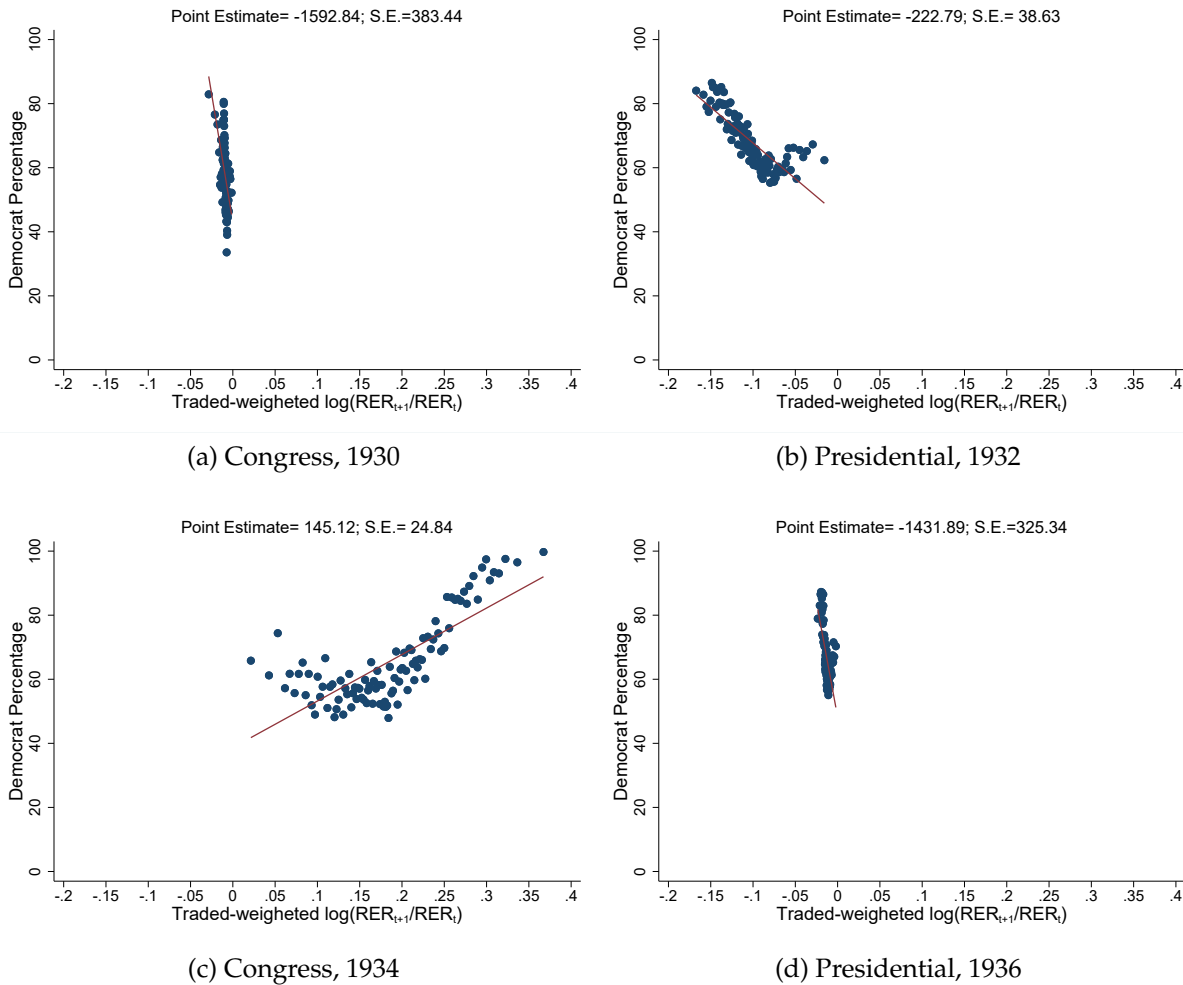 Point Estimate= -1592.84; S.E.=383.44
Democrat Percentage
100
80
60
40
20
0
-.2 -.15 -.1 -.05 0 .05 .1 .15 .2 .25 .3 .35 .4
Traded-weigheted log(RERt+1/RERt)
(a) Congress, 1930
Point Estimate= -222.79; S.E.= 38.63
Democrat Percentage
100
80
60
40
20
0
-.2 -.15 -.1 -.05 0 .05 .1 .15 .2 .25 .3 .35 .4
Traded-weigheted log(RERt+1/RERt)
(b) Presidential, 1932
Point Estimate= 145.12; S.E.= 24.84
Democrat Percentage
100
80
60
40
20
0
-.2 -.15 -.1 -.05 0 .05 .1 .15 .2 .25 .3 .35 .4
Traded-weigheted log(RERt+1/RERt)
(c) Congress, 1934
Point Estimate= -1431.89; S.E.=325.34
Democrat Percentage
100
80
60
40
20
0
-.2 -.15 -.1 -.05 0 .05 .1 .15 .2 .25 .3 .35 .4
Traded-weigheted log(RERt+1/RERt)
(d) Presidential, 1936